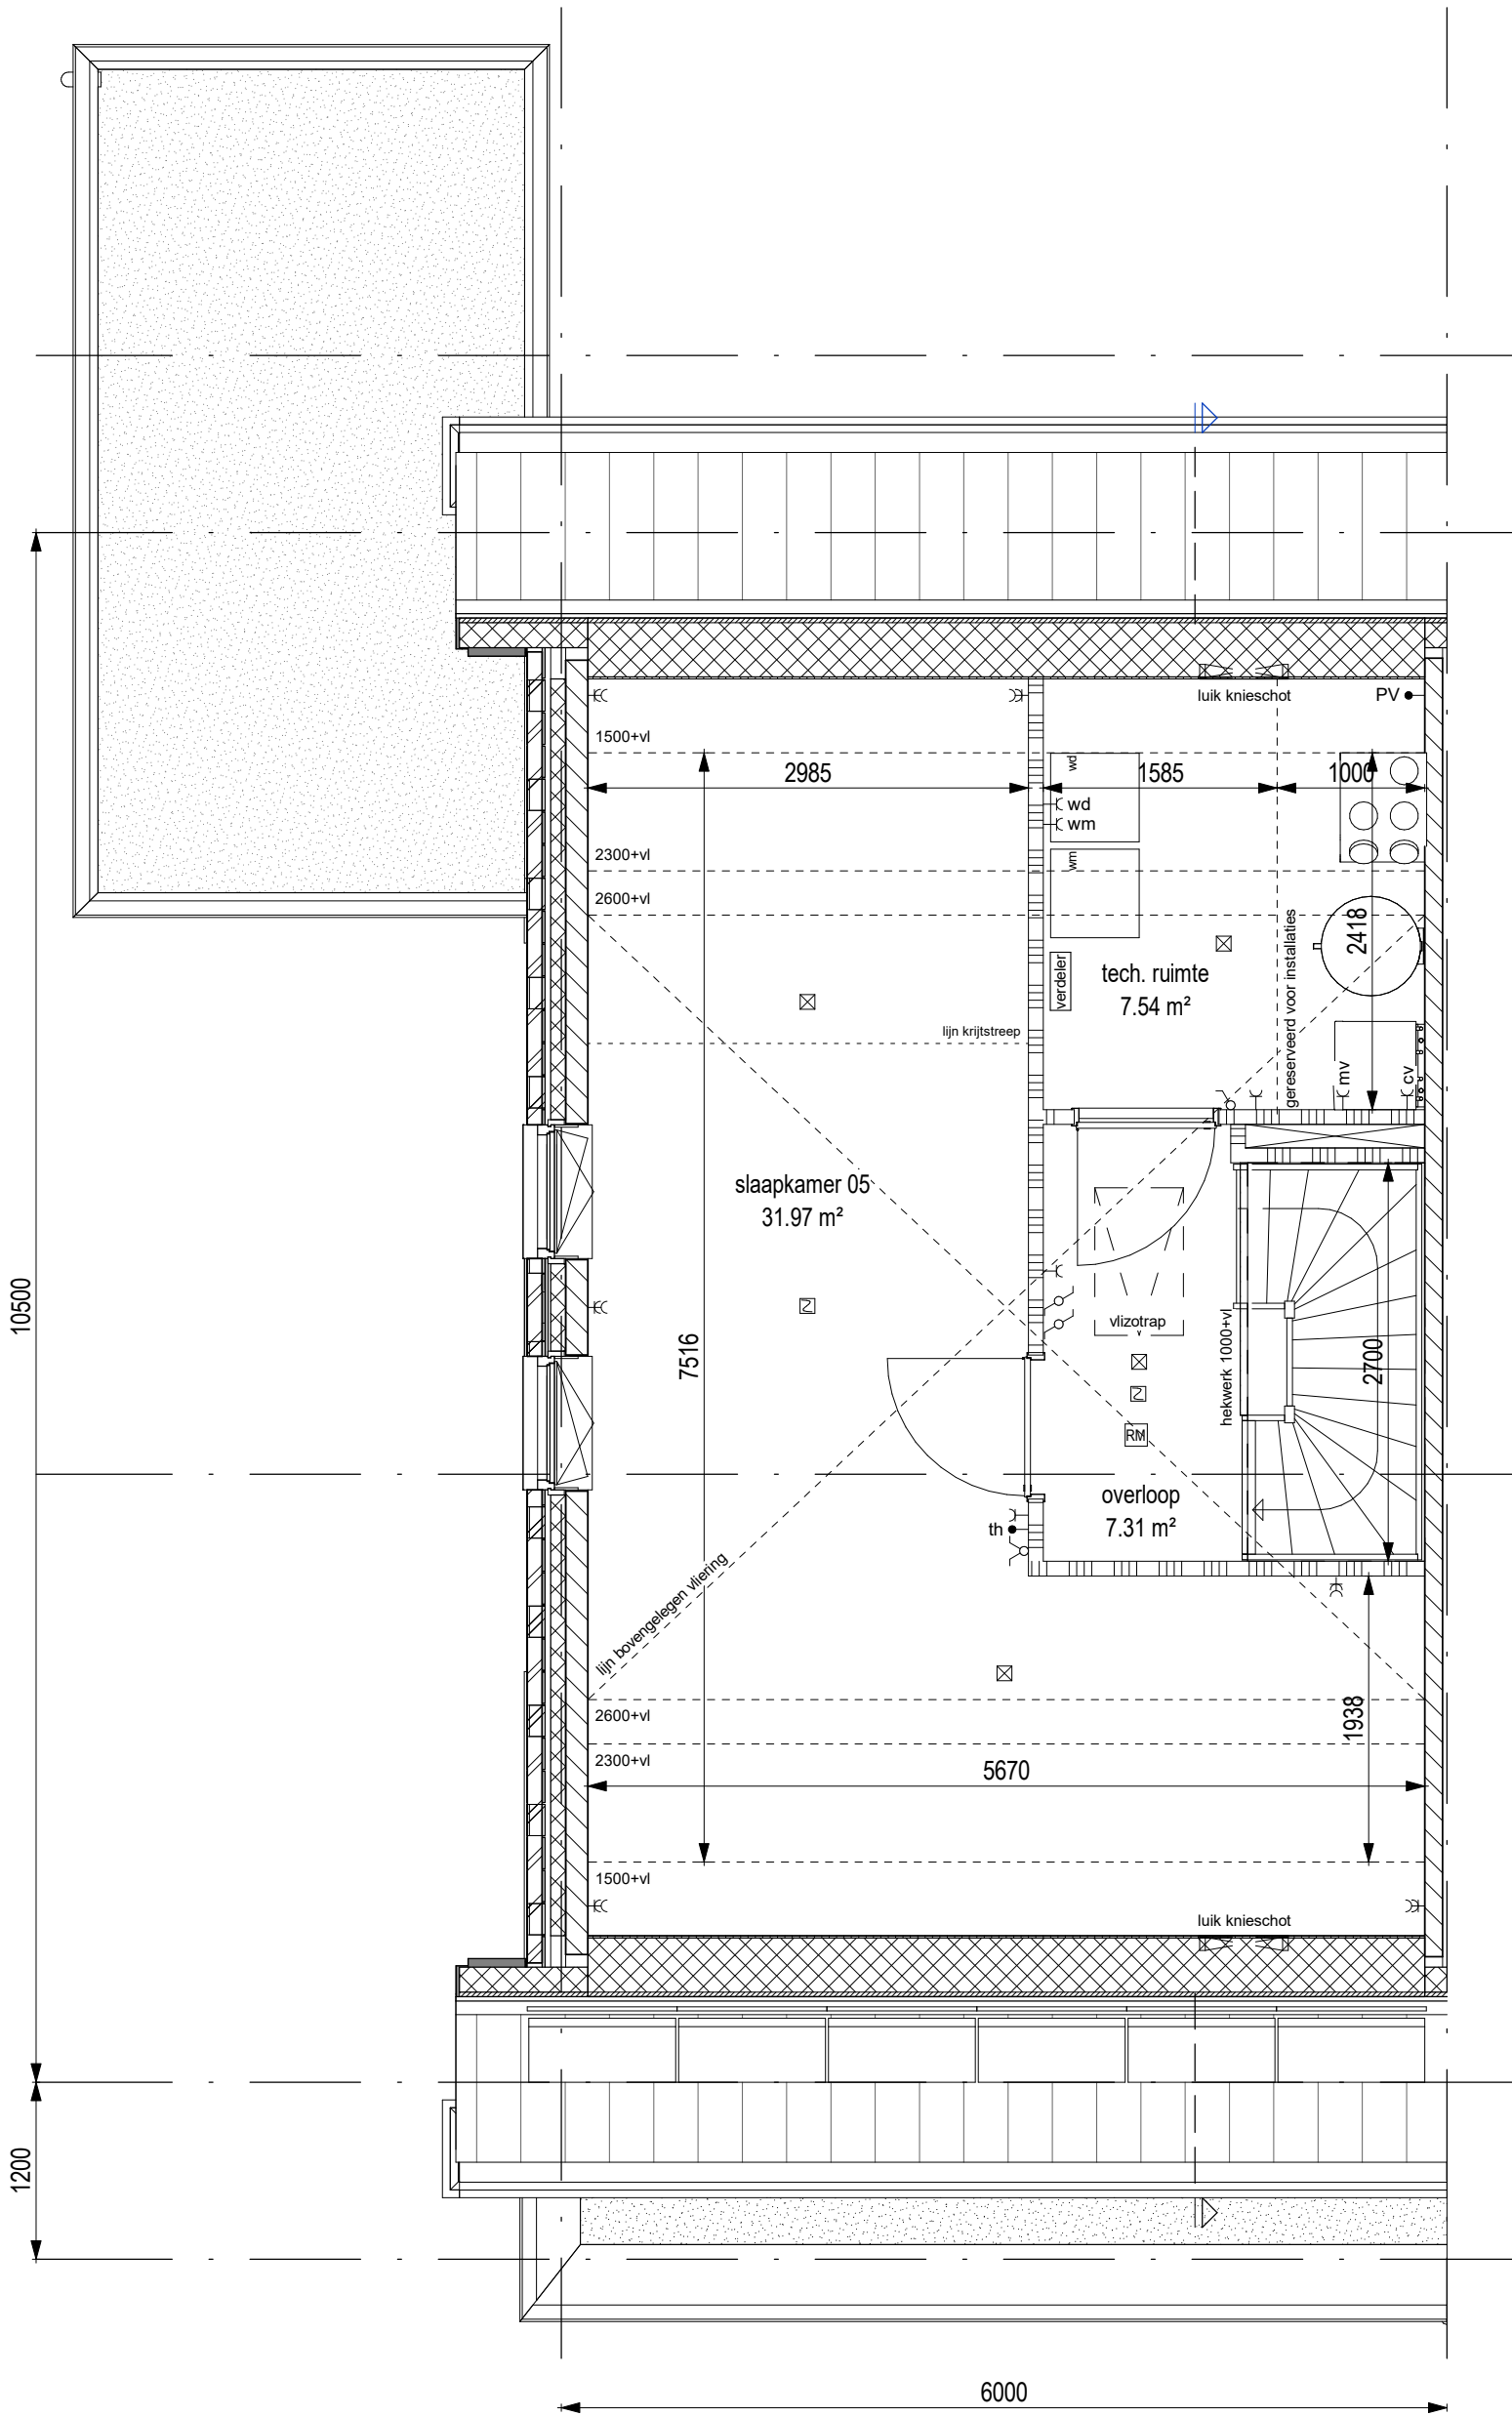 luik knieschot
PV
1500+vl
2985
1585
1000
wd
wd
wm
wm
2300+vl
2600+vl
2418
verdeler
tech. ruimte
7.54 m²
gereserveerd voor installaties
lijn krijtstreep
mv
cv
slaapkamer 05
31.97 m²
10500
7516
vlizotrap
hekwerk 1000+vl
2700
RM
overloop
7.31 m²
th
lijn bovengelegen vliering
2600+vl
1938
2300+vl
5670
1500+vl
luik knieschot
1200
6000